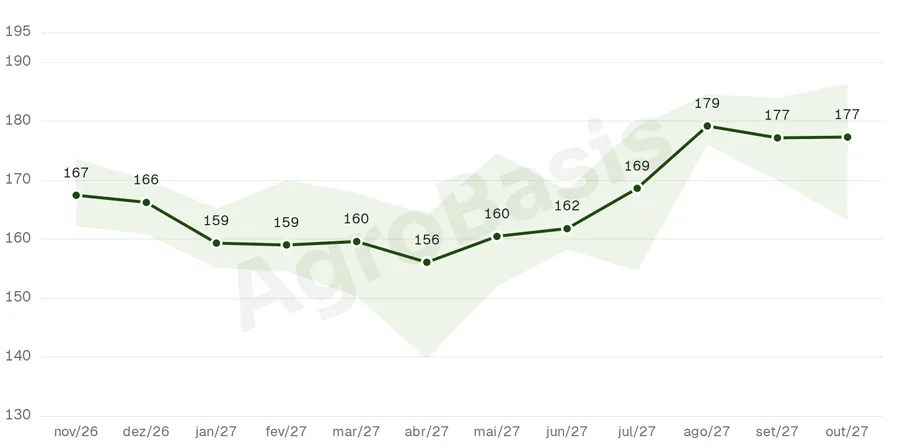 195
190
180
170
160
150
140
130
167
166
159
159
160
156
160
162
169
179
177
177
AgroBasis
nov/26
dez/26
jan/27
fev/27
mar/27
abr/27
mai/27
jun/27
jul/27
ago/27
set/27
out/27